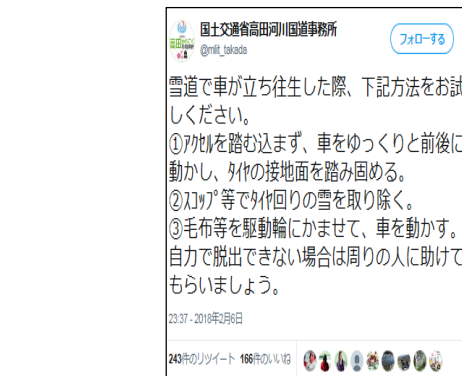 国土交通省高田河川国道事務所
@mlit_takada
フォローする
雪道で車が立ち往生した際、下記方法をお試
しください。
①ｱｸｾﾙを踏む込まず、車をゆっくりと前後に
動かし、ﾀｲﾔの接地面を踏み固める。
②ｽｺｯﾌﾟ等でﾀｲﾔ回りの雪を取り除く。
③毛布等を駆動輪にかませて、車を動かす。
自力で脱出できない場合は周りの人に助けて
もらいましょう。
23:37 - 2018年2月6日
243件のリツイート 166件のいいね